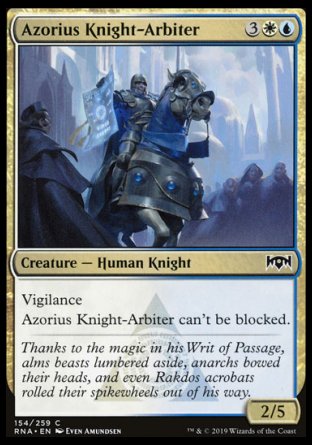 Azorius Knight-Arbiter 3
Creature — Human Knight
Vigilance
Azorius Knight-Arbiter can't be blocked.
Thanks to the magic in his Writ of Passage,
alms beasts lumbered aside, anarchs bowed
their heads, and even Rakdos acrobats
rolled their spikewheels out of his way.
2/5
154/259 C
RNA • EN Even Amundsen
™ & © 2019 Wizards of the Coast